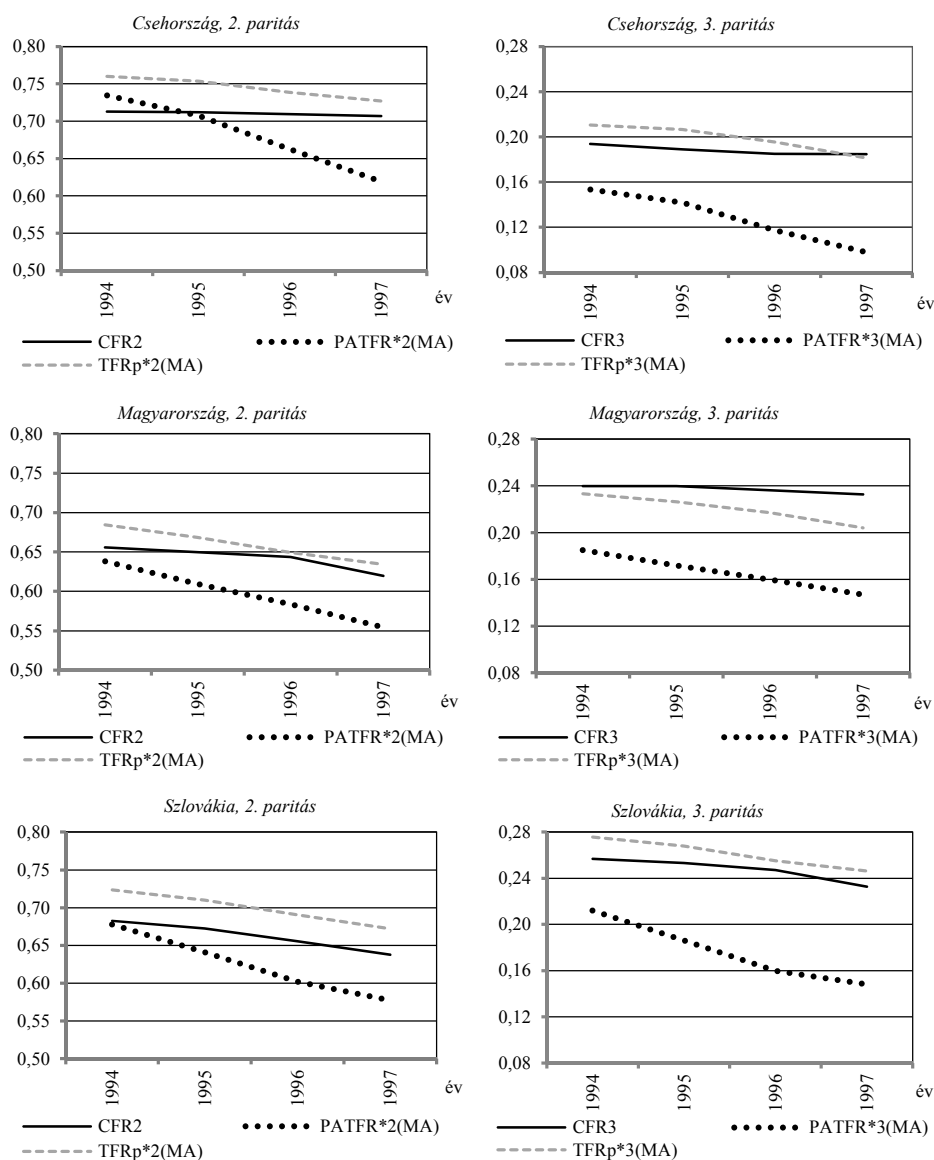 Csehország, 2. paritás
0,80
0,75
0,70
0,65
0,60
0,55
0,50
1994
1995
1996
1997
év
CFR2
PATFR*2(MA)
TFRp*2(MA)
Csehország, 3. paritás
0,28
0,24
0,20
0,16
0,12
0,08
1994
1995
1996
1997
év
CFR3
PATFR*3(MA)
TFRp*3(MA)
Magyarország, 2. paritás
0,80
0,75
0,70
0,65
0,60
0,55
0,50
1994
1995
1996
1997
év
CFR2
PATFR*2(MA)
TFRp*2(MA)
Magyarország, 3. paritás
0,28
0,24
0,20
0,16
0,12
0,08
1994
1995
1996
1997
év
CFR3
PATFR*3(MA)
TFRp*3(MA)
Szlovákia, 2. paritás
0,80
0,75
0,70
0,65
0,60
0,55
0,50
1994
1995
1996
1997
év
CFR2
PATFR*2(MA)
TFRp*2(MA)
Szlovákia, 3. paritás
0,28
0,24
0,20
0,16
0,12
0,08
1994
1995
1996
1997
év
CFR3
PATFR*3(MA)
TFRp*3(MA)